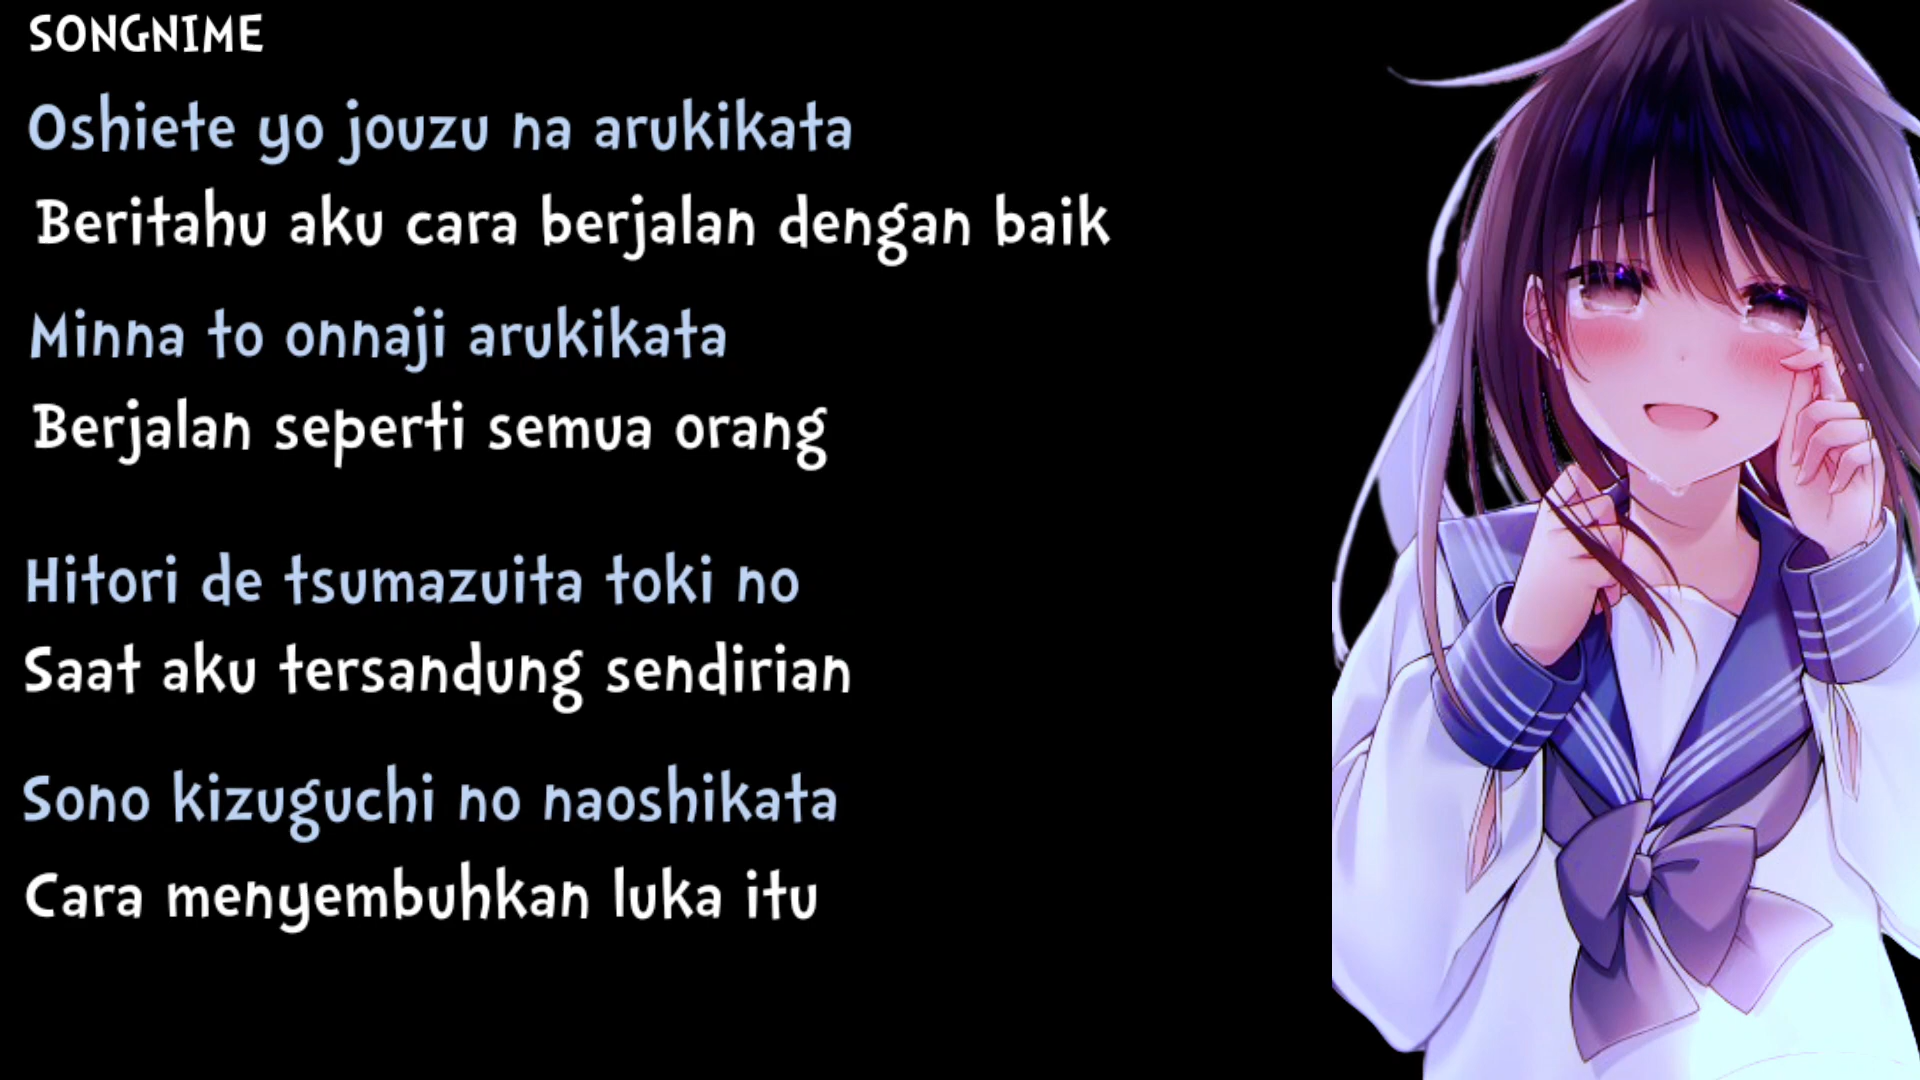 SONGNIME
Oshiete yo jouzu na arukikata
Beritahu aku cara berjalan dengan baik
Minna to onnaji arukikata
Berjalan seperti semua orang
Hitori de tsumazuita toki no
Saat aku tersandung sendirian
Sono kizuguchi no naoshikata
Cara menyembuhkan luka itu